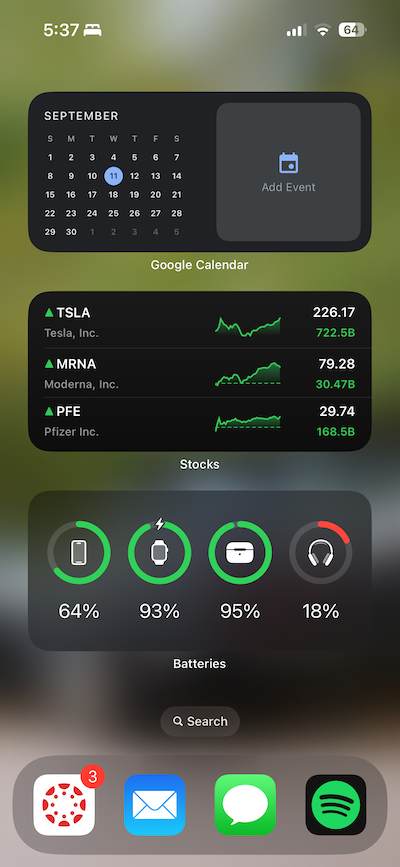 5:37
64
SEPTEMBER
S M T W T F S
1 2 3 4 5 6 7
8 9 10 11 12 13 14
15 16 17 18 19 20 21
22 23 24 25 26 27 28
29 30 1 2 3 4 5
Add Event
Google Calendar
TSLA 226.17
Tesla, Inc. 722.5B
MRNA 79.28
Moderna, Inc. 30.47B
PFE 29.74
Pfizer Inc. 168.5B
Stocks
64% 93% 95% 18%
Batteries
Search
3